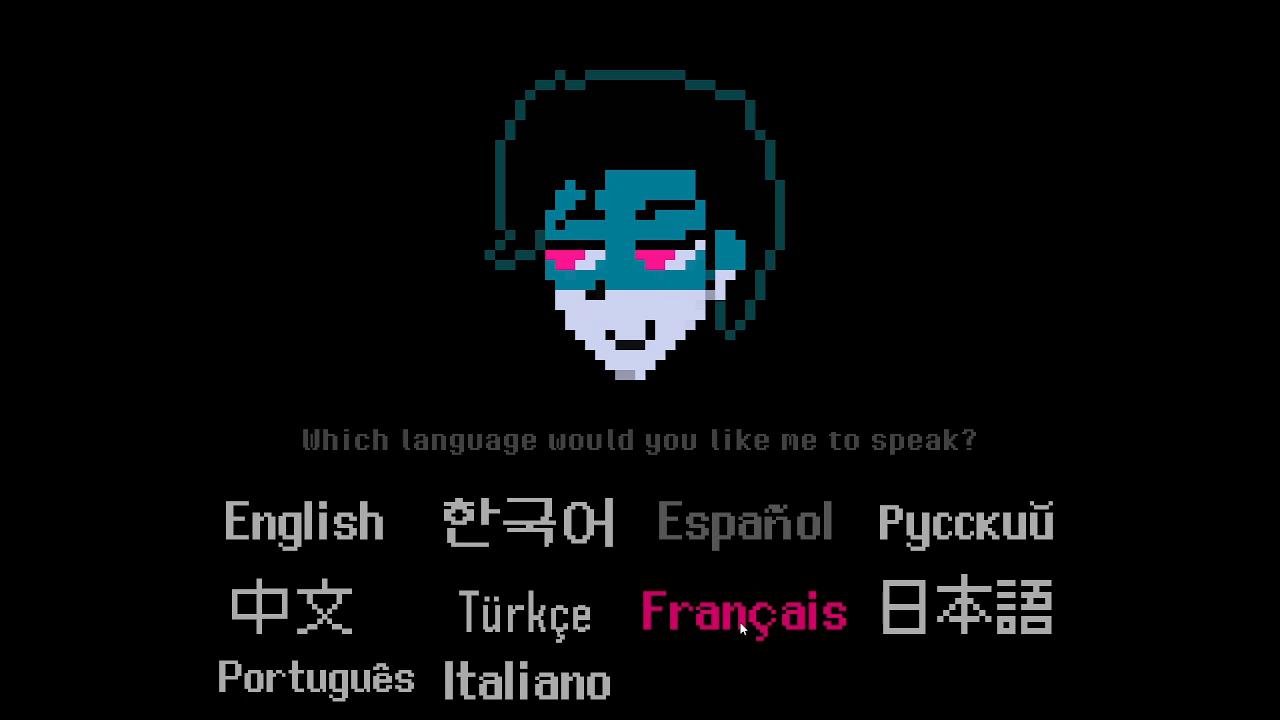 Which language would you like me to speak?
English 한국어 Español Русский
中文 Türkçe Français 日本語
Português Italiano